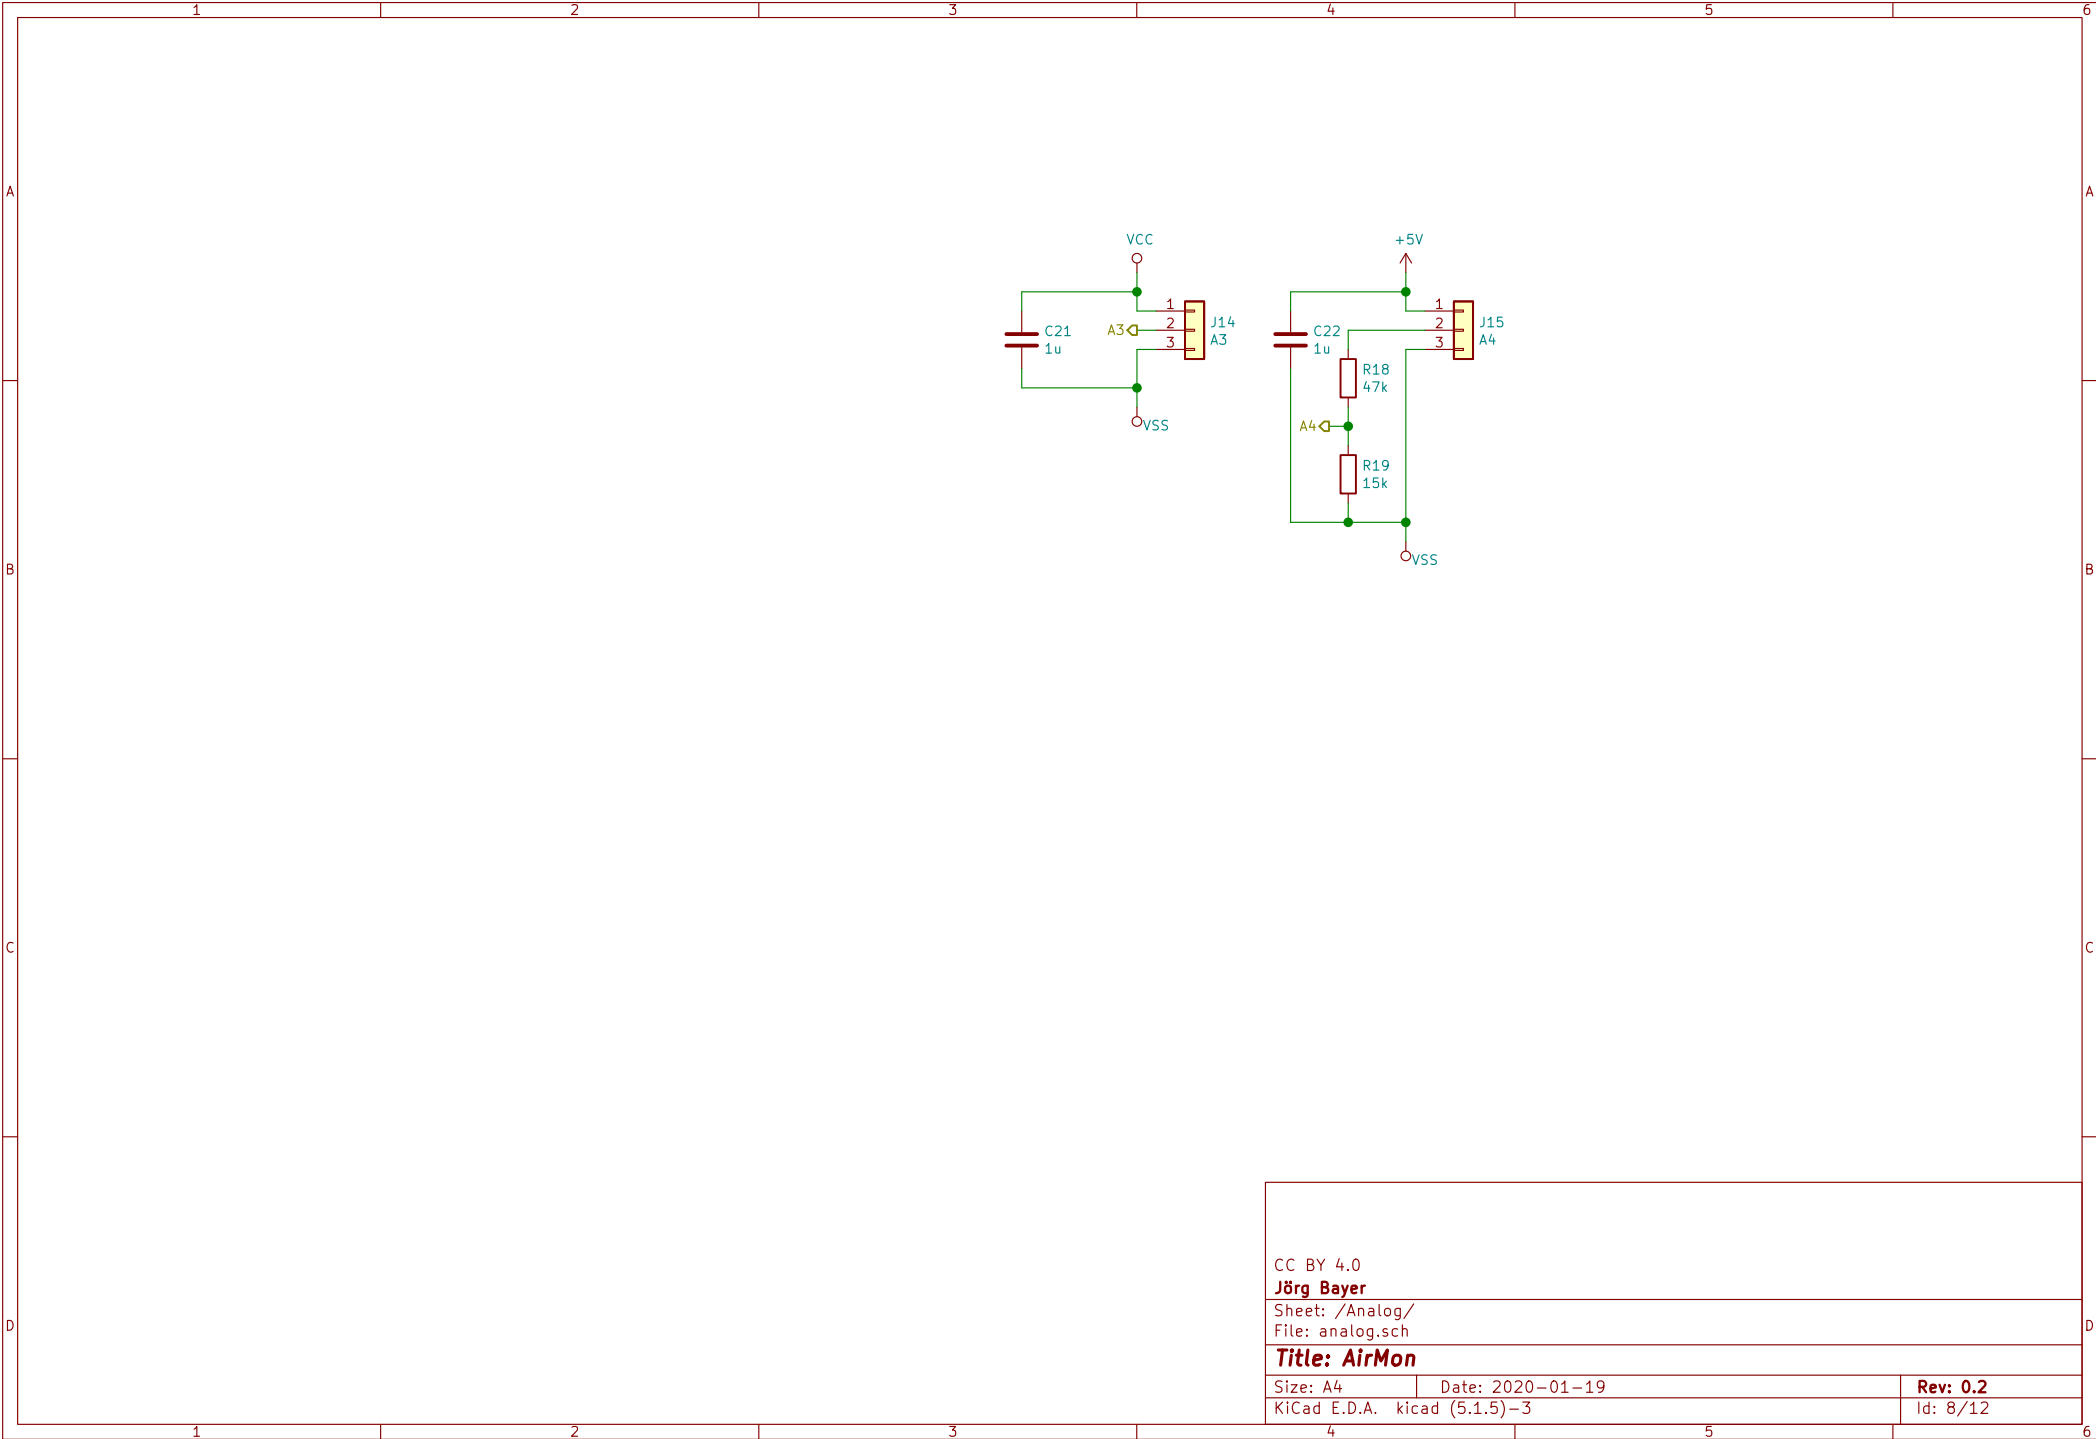 1 2 3 4 5 6
A A
VCC +5V
1 1
2 2
3 3
C21
1u
A3
J14
A3
C22
1u
J15
A4
R18
47k
VSS
A4
R19
15k
VSS
B B
C C
CC BY 4.0
Jörg Bayer
Sheet: /Analog/
File: analog.sch
D D
Title: AirMon
Size: A4 Date: 2020-01-19 Rev: 0.2
KiCad E.D.A. kicad (5.1.5)-3 Id: 8/12
1 2 3 4 5 6